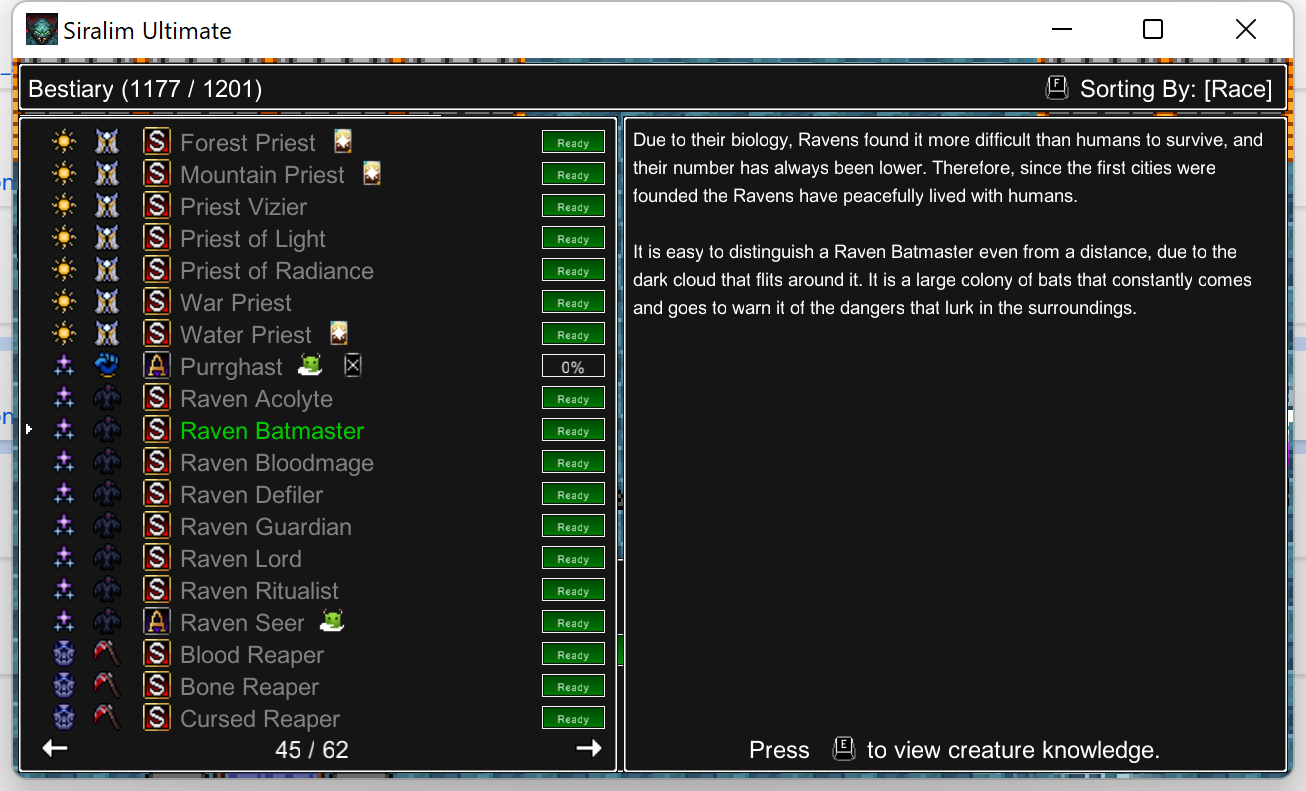 Siralim Ultimate
Bestiary (1177 / 1201)
F Sorting By: [Race]
S Forest Priest Ready
S Mountain Priest Ready
S Priest Vizier Ready
S Priest of Light Ready
S Priest of Radiance Ready
S War Priest Ready
S Water Priest Ready
A Purrghast 0%
S Raven Acolyte Ready
S Raven Batmaster Ready
S Raven Bloodmage Ready
S Raven Defiler Ready
S Raven Guardian Ready
S Raven Lord Ready
S Raven Ritualist Ready
A Raven Seer Ready
S Blood Reaper Ready
S Bone Reaper Ready
S Cursed Reaper Ready
45 / 62
Due to their biology, Ravens found it more difficult than humans to survive, and
their number has always been lower. Therefore, since the first cities were
founded the Ravens have peacefully lived with humans.
It is easy to distinguish a Raven Batmaster even from a distance, due to the
dark cloud that flits around it. It is a large colony of bats that constantly comes
and goes to warn it of the dangers that lurk in the surroundings.
Press E to view creature knowledge.